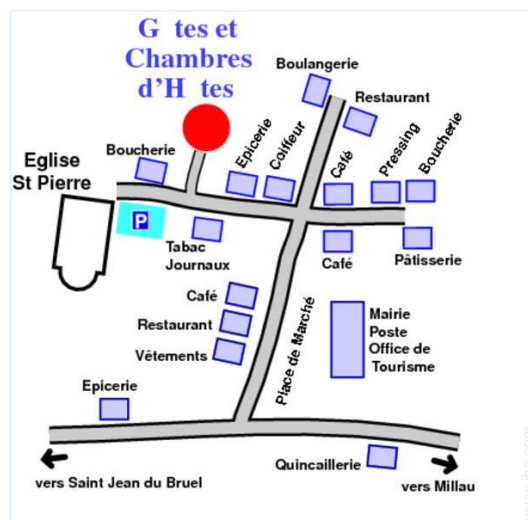 G tes et
Chambres
d'H tes
Boulangerie
Restaurant
Boucherie
Epicerie
Coiffeur
Café
Pressing
Boucherie
Eglise
St Pierre
P
Tabac
Journaux
Café
Pâtisserie
Café
Restaurant
Vêtements
Place de Marché
Mairie
Poste
Office de
Tourisme
Epicerie
Quincaillerie
vers Saint Jean du Bruel
vers Millau